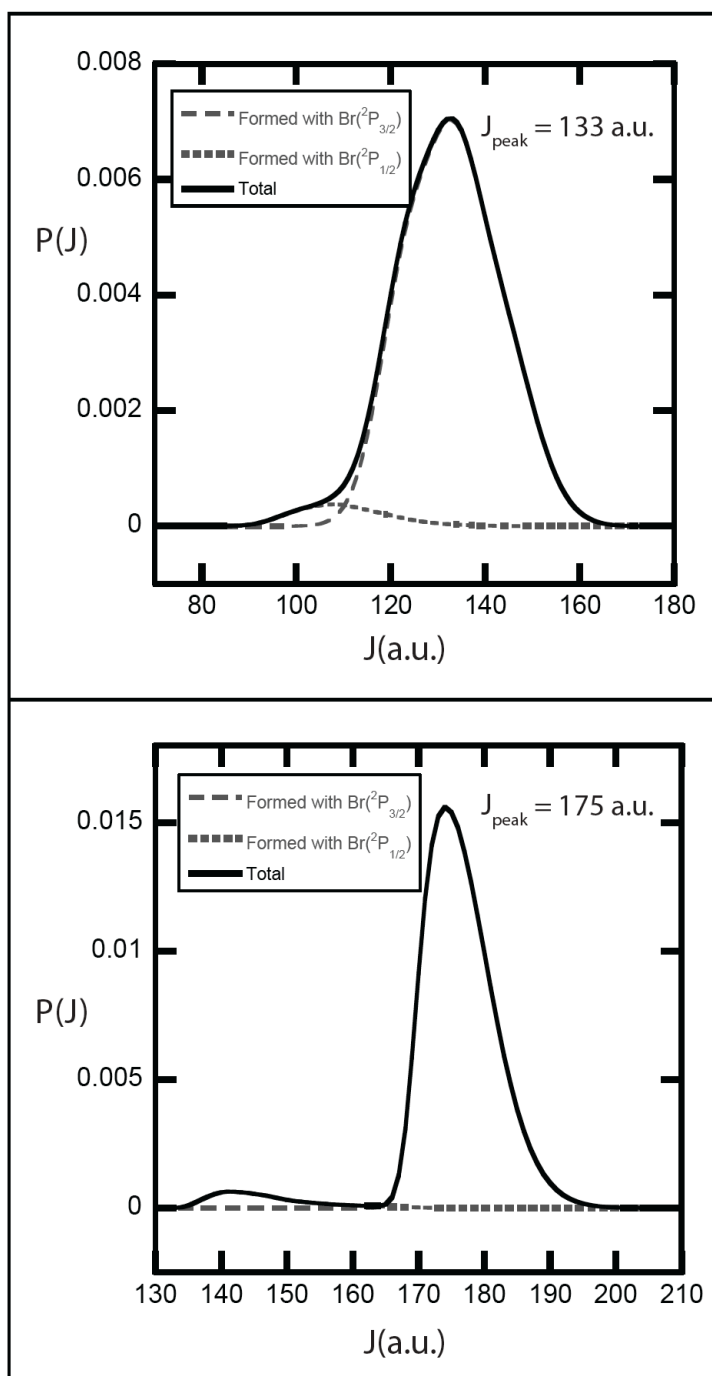 0.008
Formed with Br(²P₃/₂)
Formed with Br(²P₁/₂)
Total
J_peak = 133 a.u.
0.006
P(J)
0.004
0.002
0
80 100 120 140 160 180
J(a.u.)
Formed with Br(²P₃/₂)
Formed with Br(²P₁/₂)
Total
J_peak = 175 a.u.
0.015
0.01
P(J)
0.005
0
130 140 150 160 170 180 190 200 210
J(a.u.)